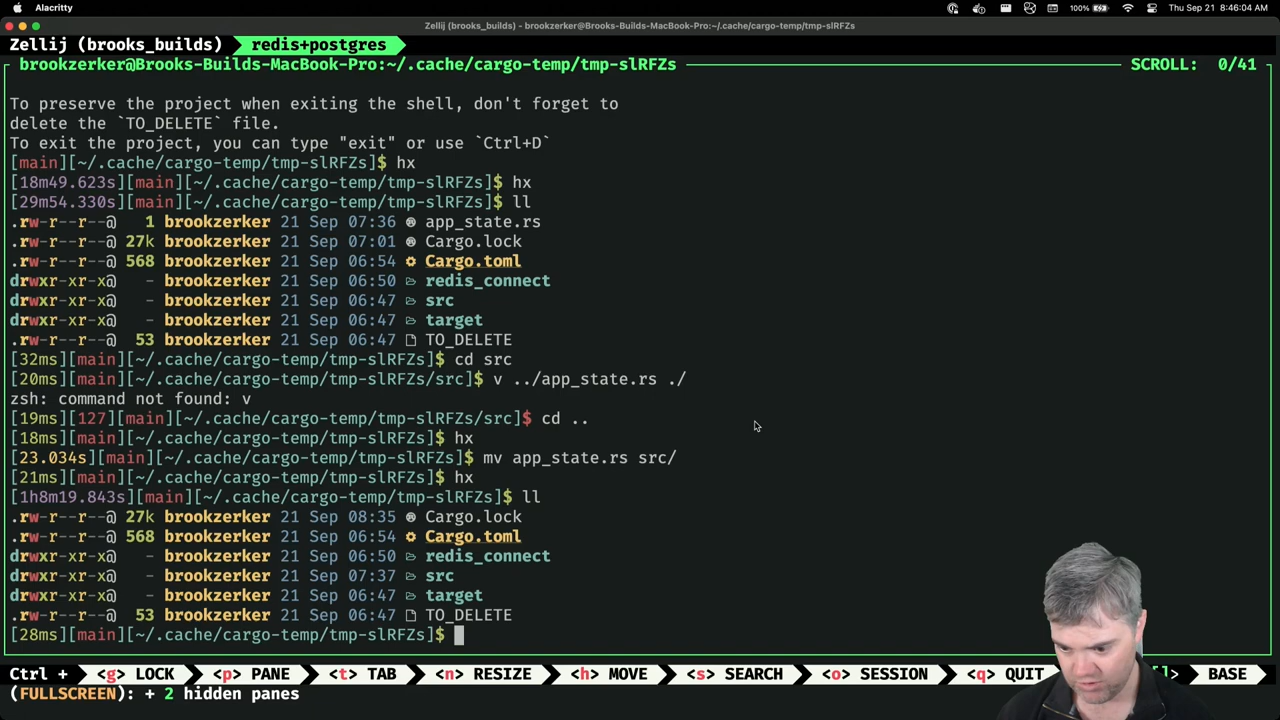 Alacritty
100%
Thu Sep 21 8:46:04 AM
Zellij (brooks_builds) - brookzerker@Brooks-Builds-MacBook-Pro:~/.cache/cargo-temp/tmp-slRFZs
Zellij (brooks_builds) redis+postgres
brookzerker@Brooks-Builds-MacBook-Pro:~/.cache/cargo-temp/tmp-slRFZs SCROLL: 0/41
To preserve the project when exiting the shell, don't forget to
delete the `TO_DELETE` file.
To exit the project, you can type "exit" or use `Ctrl+D`
[main][~/.cache/cargo-temp/tmp-slRFZs]$ hx
[18m49.623s][main][~/.cache/cargo-temp/tmp-slRFZs]$ hx
[29m54.330s][main][~/.cache/cargo-temp/tmp-slRFZs]$ ll
.rw-r--r--@ 1 brookzerker 21 Sep 07:36 app_state.rs
.rw-r--r--@ 27k brookzerker 21 Sep 07:01 Cargo.lock
.rw-r--r--@ 568 brookzerker 21 Sep 06:54 Cargo.toml
drwxr-xr-x@ - brookzerker 21 Sep 06:50 redis_connect
drwxr-xr-x@ - brookzerker 21 Sep 06:47 src
drwxr-xr-x@ - brookzerker 21 Sep 06:47 target
.rw-r--r--@ 53 brookzerker 21 Sep 06:47 TO_DELETE
[32ms][main][~/.cache/cargo-temp/tmp-slRFZs]$ cd src
[20ms][main][~/.cache/cargo-temp/tmp-slRFZs/src]$ v ../app_state.rs ./
zsh: command not found: v
[19ms][127][main][~/.cache/cargo-temp/tmp-slRFZs/src]$ cd ..
[18ms][main][~/.cache/cargo-temp/tmp-slRFZs]$ hx
[23.034s][main][~/.cache/cargo-temp/tmp-slRFZs]$ mv app_state.rs src/
[21ms][main][~/.cache/cargo-temp/tmp-slRFZs]$ hx
[1h8m19.843s][main][~/.cache/cargo-temp/tmp-slRFZs]$ ll
.rw-r--r--@ 27k brookzerker 21 Sep 08:35 Cargo.lock
.rw-r--r--@ 568 brookzerker 21 Sep 06:54 Cargo.toml
drwxr-xr-x@ - brookzerker 21 Sep 06:50 redis_connect
drwxr-xr-x@ - brookzerker 21 Sep 07:37 src
drwxr-xr-x@ - brookzerker 21 Sep 06:47 target
.rw-r--r--@ 53 brookzerker 21 Sep 06:47 TO_DELETE
[28ms][main][~/.cache/cargo-temp/tmp-slRFZs]$
Ctrl + <g> LOCK <p> PANE <t> TAB <n> RESIZE <h> MOVE <s> SEARCH <o> SESSION <q> QUIT []> BASE
(FULLSCREEN): + 2 hidden panes